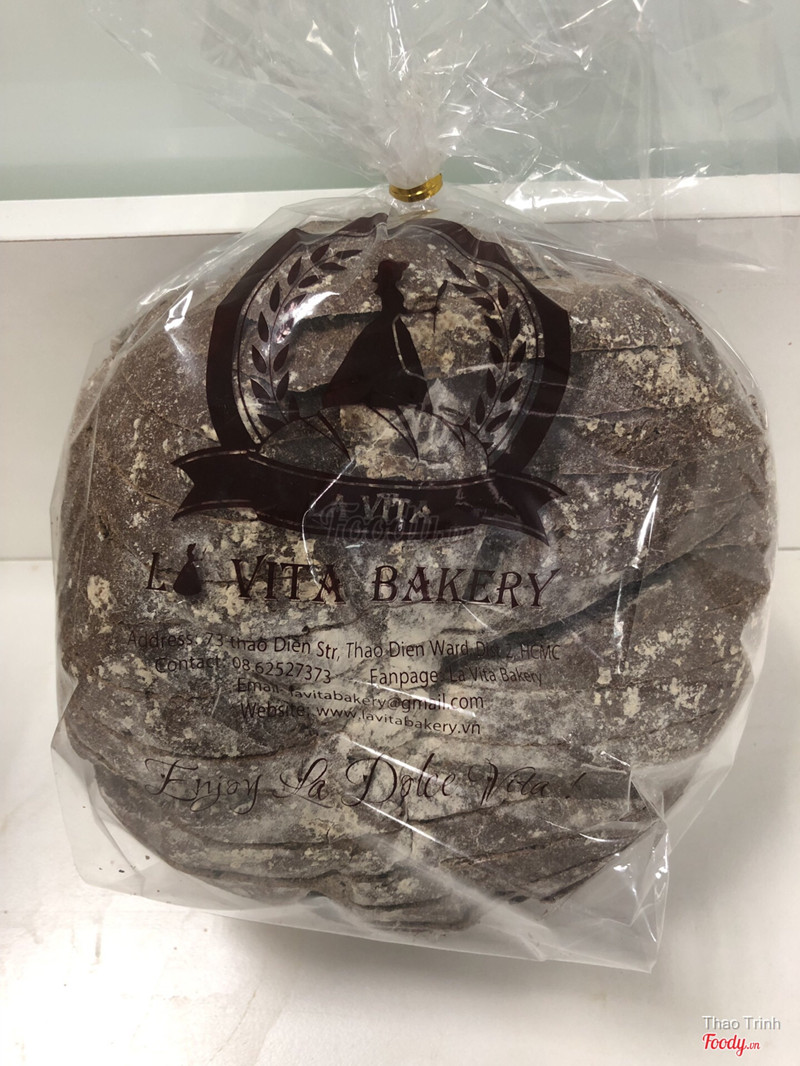 LA VITA
Foody.vn
LA VITA BAKERY
Address: 73 thao Dien Str, Thao Dien Ward, Dist 2, HCMC
Contact: 08 62527373 Fanpage: La Vita Bakery
Email: lavitabakery@gmail.com
Website: www.lavitabakery.vn
Enjoy La Dolce Vita !
Thao Trinh
Foody.vn